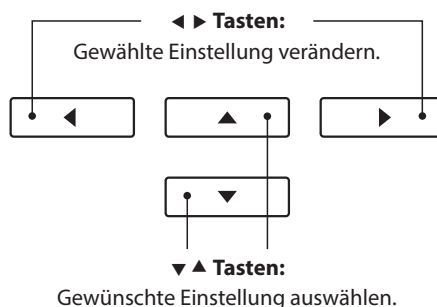 ◀ ▶ Tasten:
Gewählte Einstellung verändern.
◀ ▲ ▶
▼
▼ ▲ Tasten:
Gewünschte Einstellung auswählen.